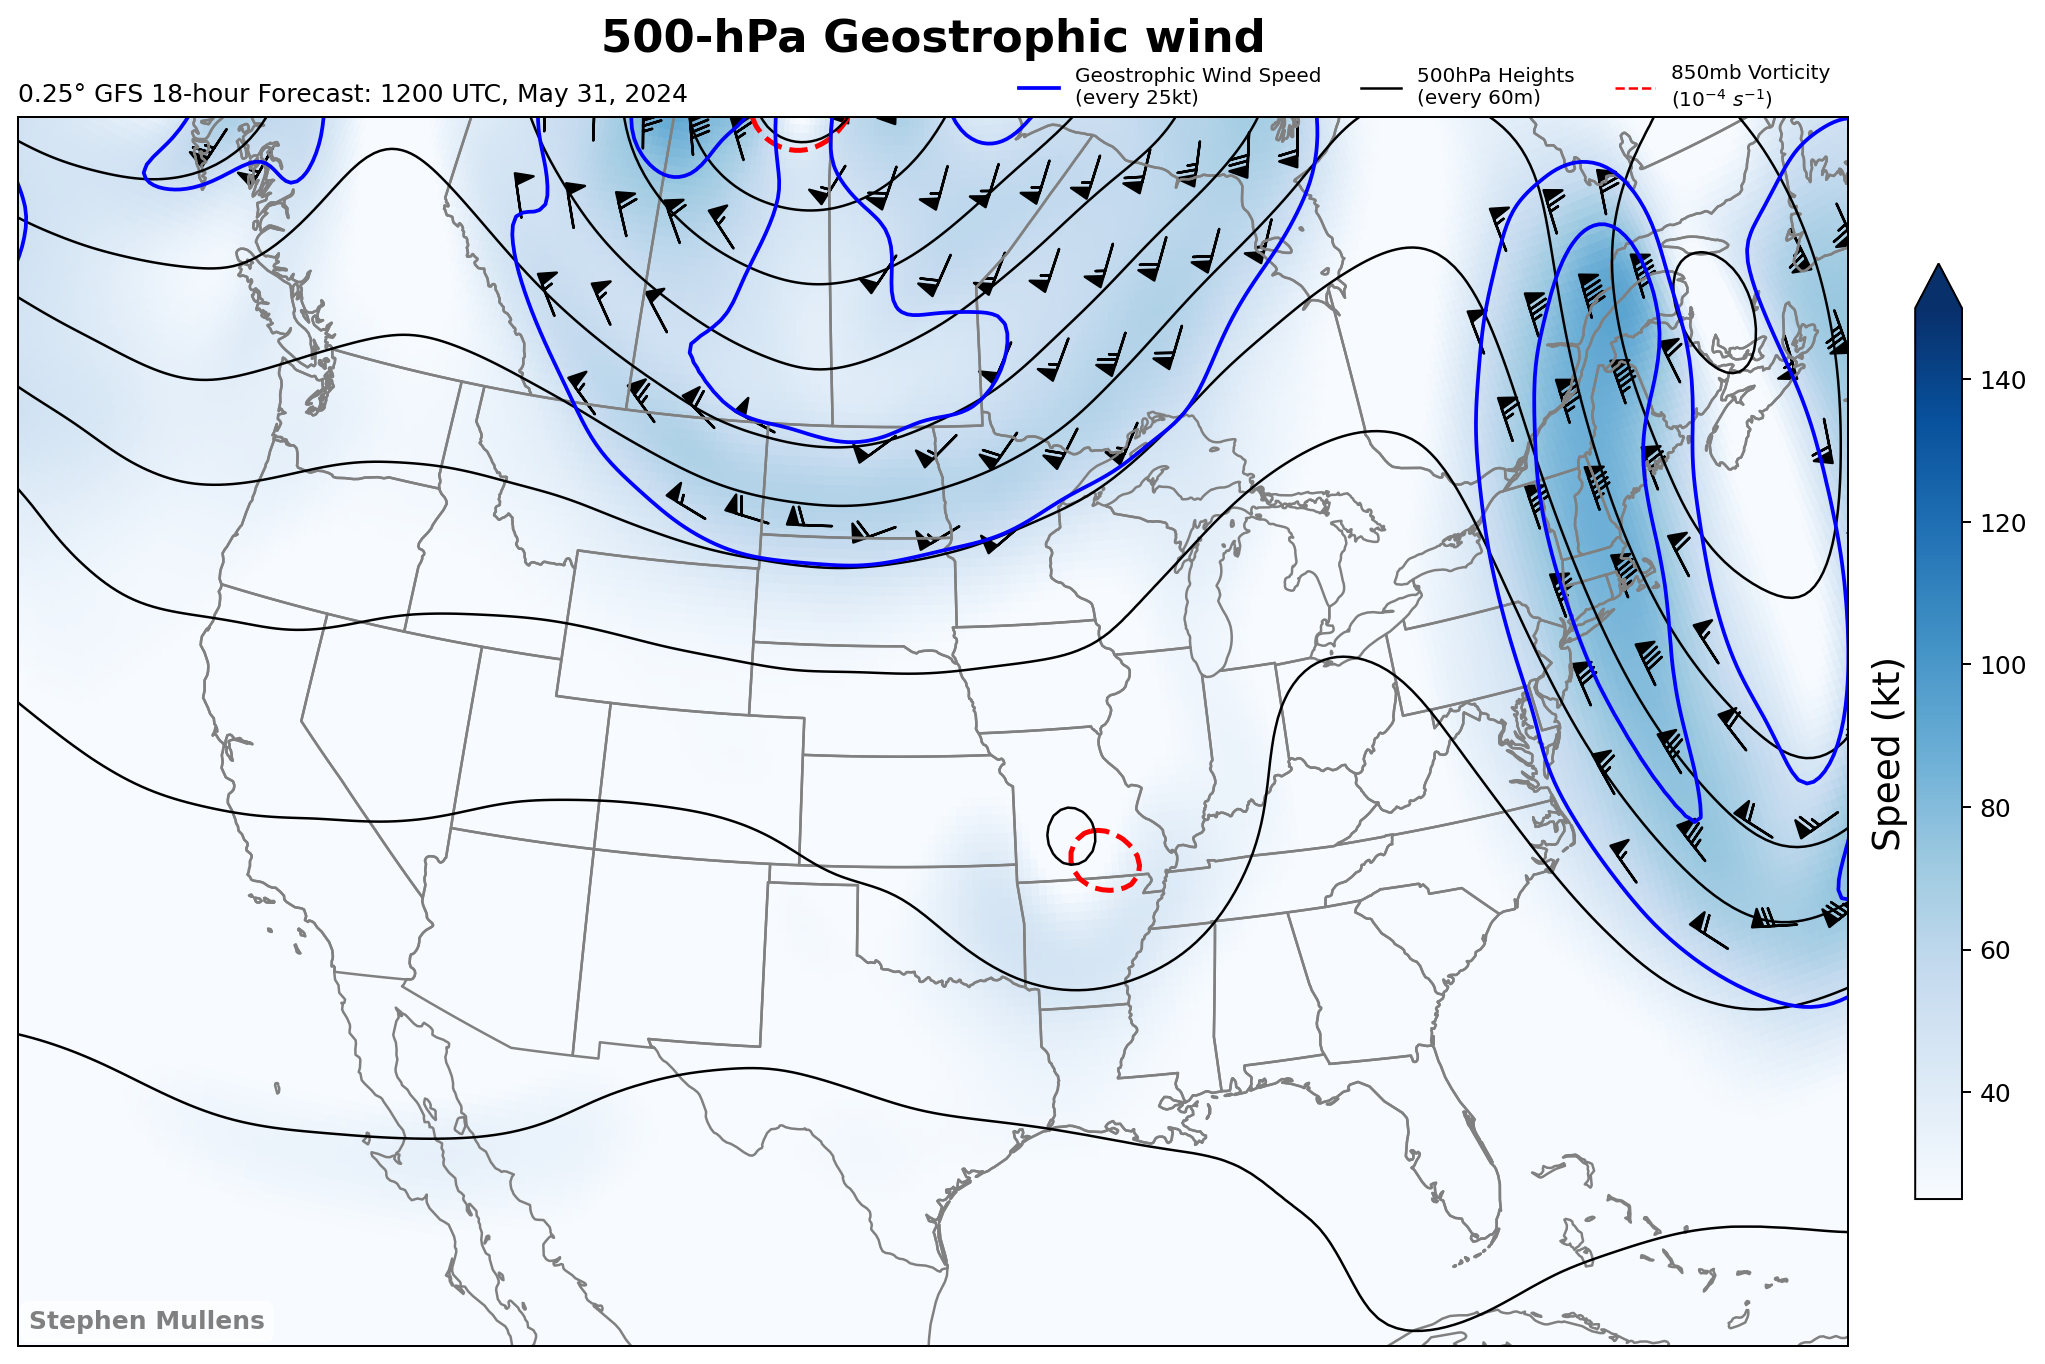 500-hPa Geostrophic wind
0.25° GFS 18-hour Forecast: 1200 UTC, May 31, 2024
Geostrophic Wind Speed
(every 25kt)
500hPa Heights
(every 60m)
850mb Vorticity
(10⁻⁴ s⁻¹)
140
120
100
80
60
40
Speed (kt)
Stephen Mullens